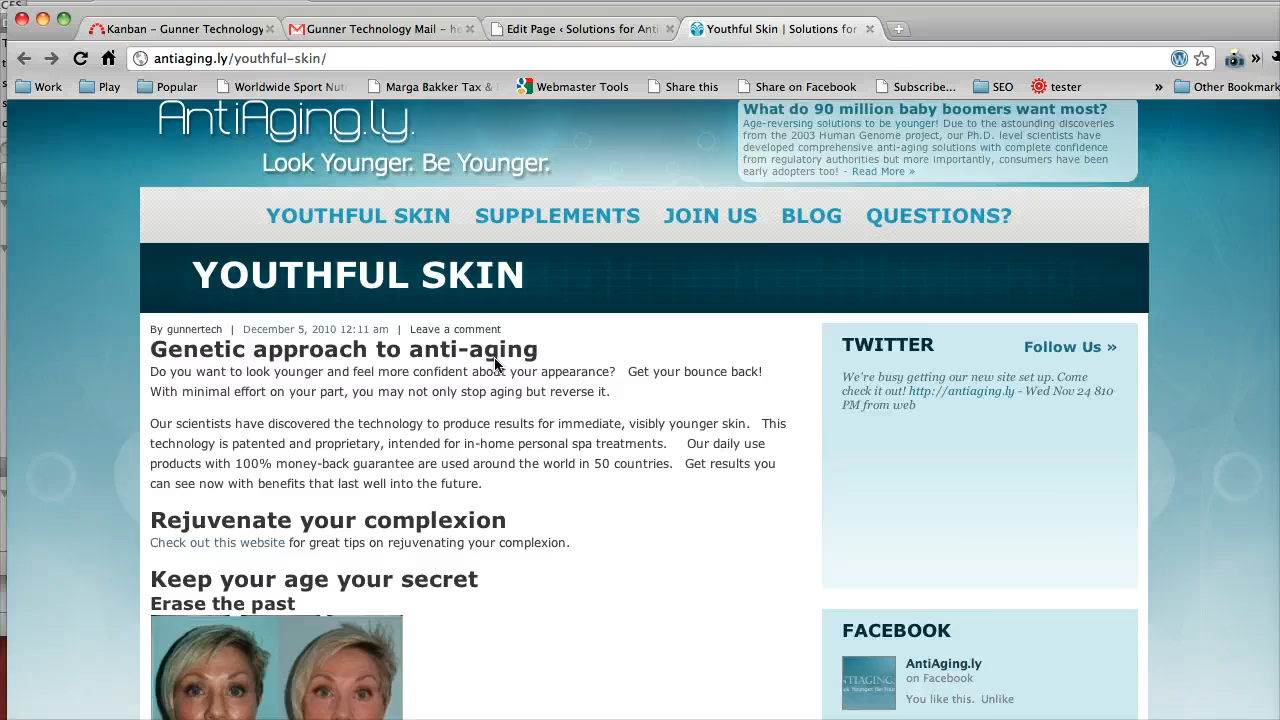 Kanban – Gunner Technology
Gunner Technology Mail – he
Edit Page ‹ Solutions for Anti
Youthful Skin | Solutions for
antiaging.ly/youthful-skin/
Work
Play
Popular
Worldwide Sport Nut
Marga Bakker Tax &
Webmaster Tools
Share this
Share on Facebook
Subscribe...
SEO
tester
»
Other Bookmark
AntiAging.ly.
Look Younger. Be Younger.
What do 90 million baby boomers want most?
Age-reversing solutions to be younger! Due to the astounding discoveries
from the 2003 Human Genome project, our Ph.D. level scientists have
developed comprehensive anti-aging solutions with complete confidence
from regulatory authorities but more importantly, consumers have been
early adopters too! - Read More »
YOUTHFUL SKIN SUPPLEMENTS JOIN US BLOG QUESTIONS?
YOUTHFUL SKIN
By gunnertech | December 5, 2010 12:11 am | Leave a comment
Genetic approach to anti-aging
Do you want to look younger and feel more confident about your appearance? Get your bounce back!
With minimal effort on your part, you may not only stop aging but reverse it.
Our scientists have discovered the technology to produce results for immediate, visibly younger skin. This
technology is patented and proprietary, intended for in-home personal spa treatments. Our daily use
products with 100% money-back guarantee are used around the world in 50 countries. Get results you
can see now with benefits that last well into the future.
Rejuvenate your complexion
Check out this website for great tips on rejuvenating your complexion.
Keep your age your secret
Erase the past
TWITTER
Follow Us »
We're busy getting our new site set up. Come
check it out! http://antiaging.ly - Wed Nov 24 810
PM from web
FACEBOOK
AntiAging.ly
on Facebook
You like this. Unlike